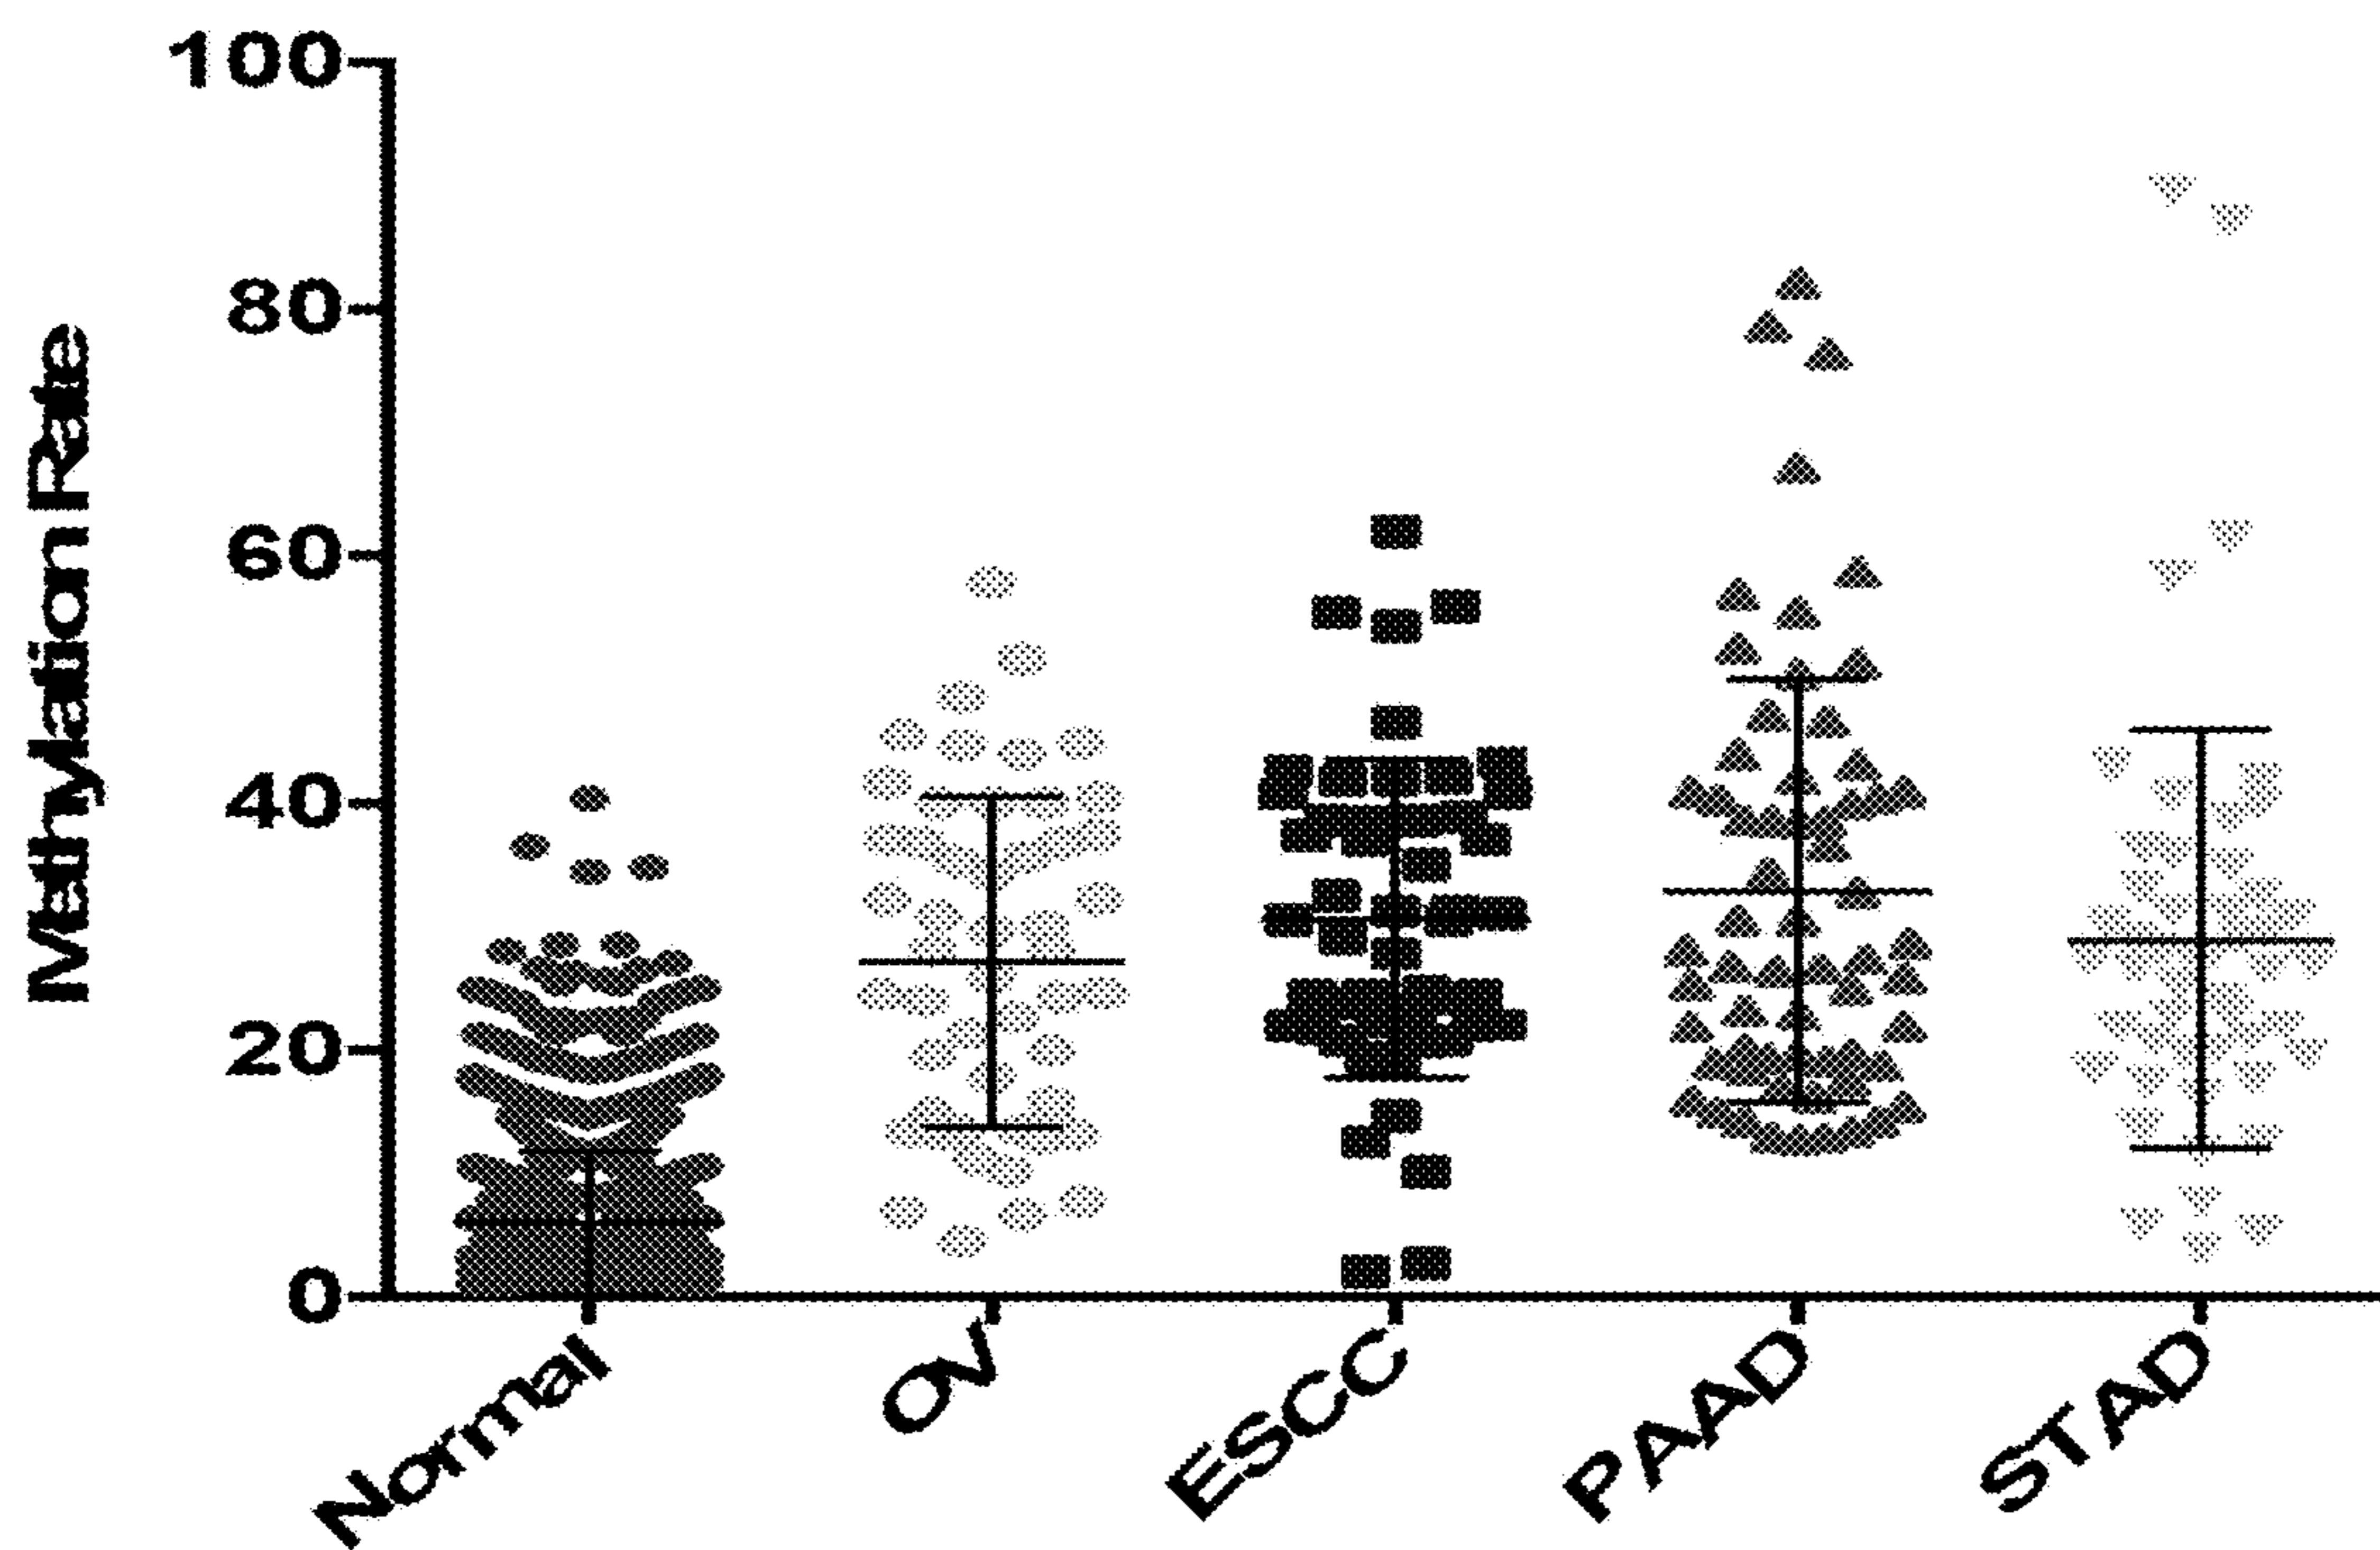 100
80
60
40
20
0
Methylation Rate
Normal
OV
ESCC
PAAD
STAD